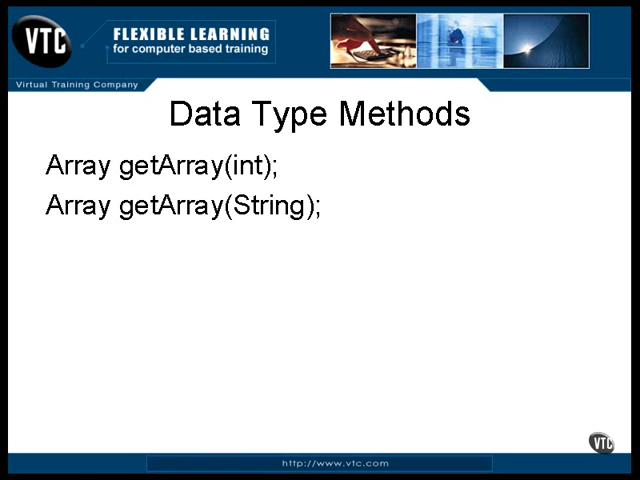 VTC
FLEXIBLE LEARNING
for computer based training
Virtual Training Company
Data Type Methods
Array getArray(int);
Array getArray(String);
VTC
http://www.vtc.com